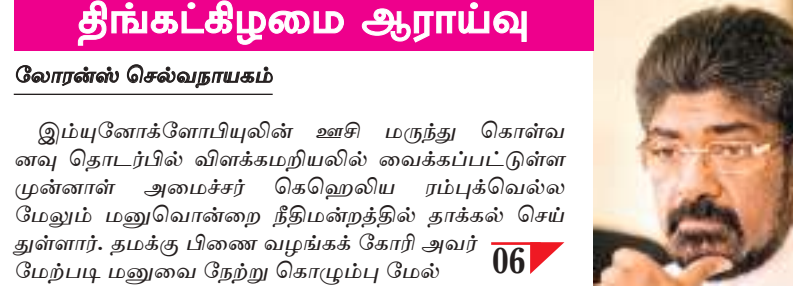 திங்கட்கிழமை ஆராய்வு
லோரன்ஸ் செல்வநாயகம்
இம்யுனோக்ளோபியுலின் ஊசி மருந்து கொள்வ
னவு தொடர்பில் விளக்கமறியலில் வைக்கப்பட்டுள்ள
முன்னாள் அமைச்சர் கெஹெலிய ரம்புக்வெல்ல
மேலும் மனுவொன்றை நீதிமன்றத்தில் தாக்கல் செய்
துள்ளார். தமக்கு பிணை வழங்கக் கோரி அவர்
மேற்படி மனுவை நேற்று கொழும்பு மேல்
06